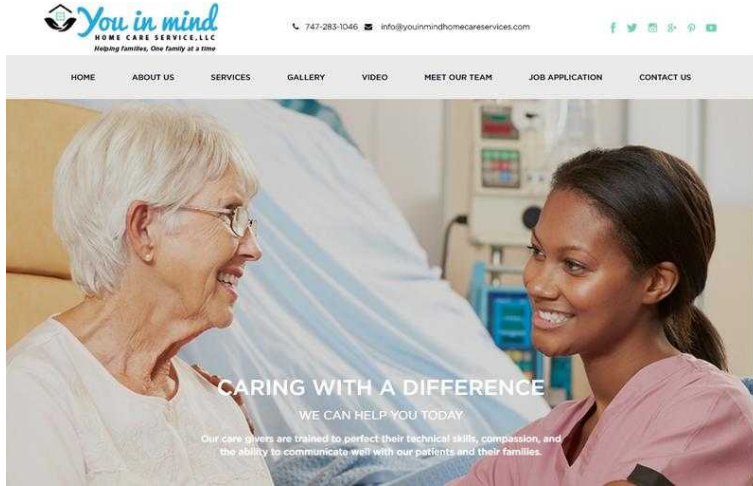 You in mind
HOME CARE SERVICE,LLC
Helping families, One family at a time
747-283-1046 info@youinmindhomecareservices.com
HOME ABOUT US SERVICES GALLERY VIDEO MEET OUR TEAM JOB APPLICATION CONTACT US
CARING WITH A DIFFERENCE
WE CAN HELP YOU TODAY
Our care givers are trained to perfect their technical skills, compassion, and
the ability to communicate well with our patients and their families.